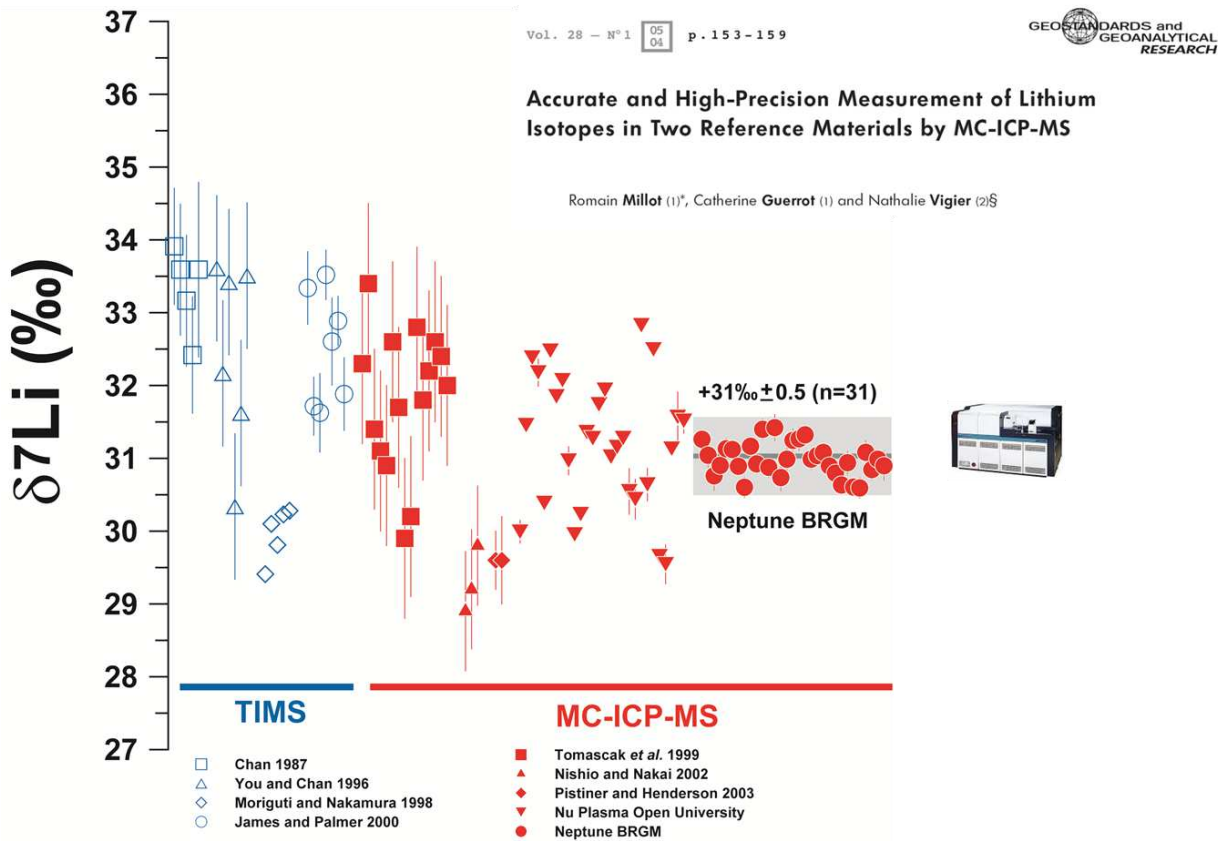 Vol. 28 — N°1 05 04 p.153-159
GEOSTANDARDS and
GEOANALYTICAL
RESEARCH
Accurate and High-Precision Measurement of Lithium
Isotopes in Two Reference Materials by MC-ICP-MS
Romain Millot (1)*, Catherine Guerrot (1) and Nathalie Vigier (2)§
δ7Li (‰)
37
36
35
34
33
32
31
30
29
28
27
+31‰±0.5 (n=31)
Neptune BRGM
TIMS
Chan 1987
You and Chan 1996
Moriguti and Nakamura 1998
James and Palmer 2000
MC-ICP-MS
Tomascak et al. 1999
Nishio and Nakai 2002
Pistiner and Henderson 2003
Nu Plasma Open University
Neptune BRGM